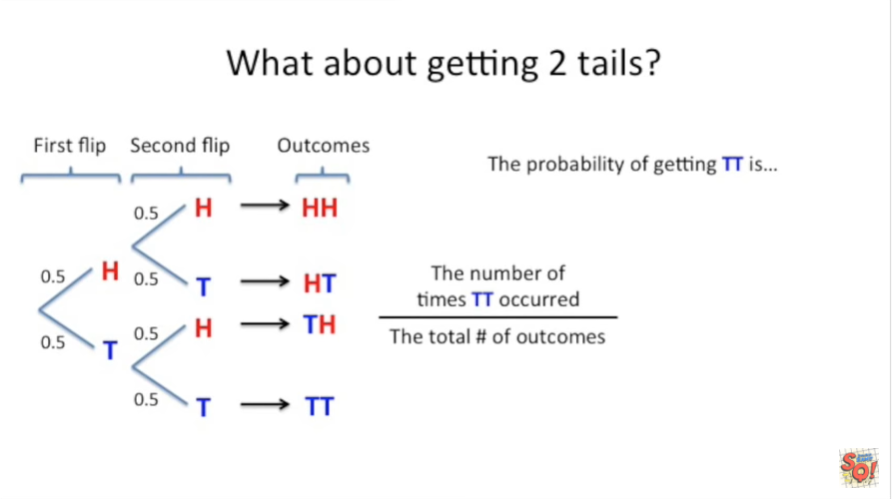 What about getting 2 tails?
First flip Second flip Outcomes
The probability of getting TT is...
0.5 H HH
0.5 H 0.5 T HT
The number of
times TT occurred
The total # of outcomes
0.5 T 0.5 H TH
0.5 T TT
SO!